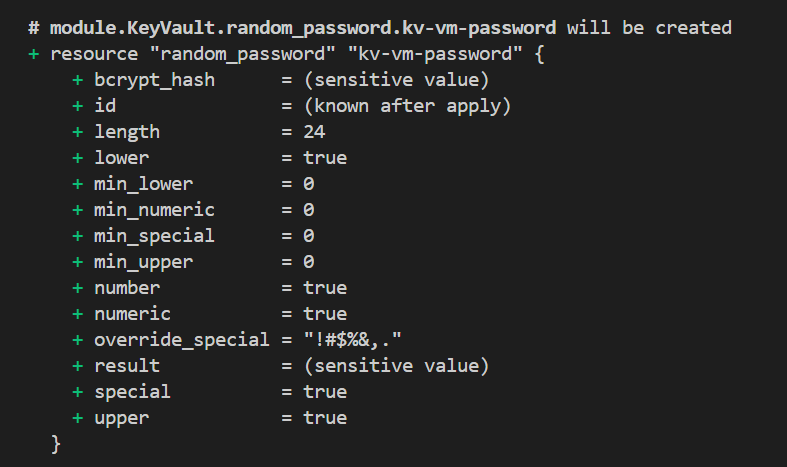 # module.KeyVault.random_password.kv-vm-password will be created
+ resource "random_password" "kv-vm-password" {
    + bcrypt_hash      = (sensitive value)
    + id               = (known after apply)
    + length           = 24
    + lower            = true
    + min_lower        = 0
    + min_numeric      = 0
    + min_special      = 0
    + min_upper        = 0
    + number           = true
    + numeric          = true
    + override_special = "!#$%&,."
    + result           = (sensitive value)
    + special          = true
    + upper            = true
  }